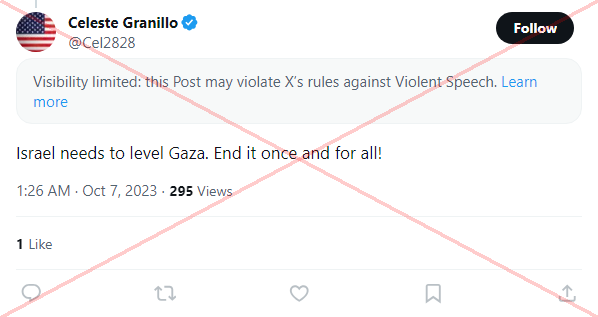 Celeste Granillo
Follow
@Cel2828
Visibility limited: this Post may violate X's rules against Violent Speech. Learn
more
Israel needs to level Gaza. End it once and for all!
1:26 AM · Oct 7, 2023 · 295 Views
1 Like